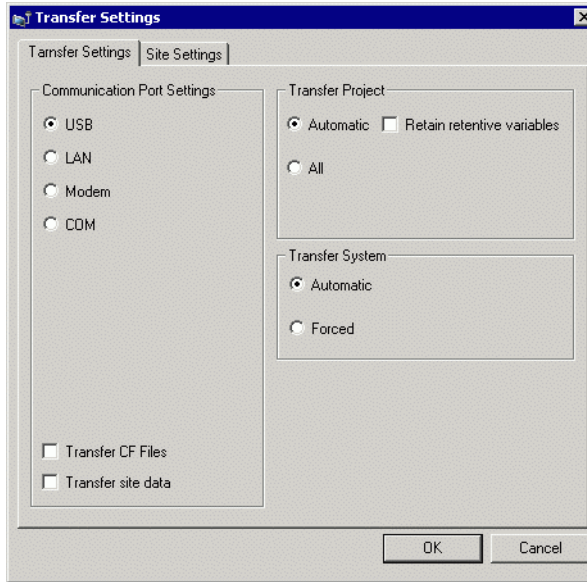 Transfer Settings
Tarnsfer Settings
Site Settings
Communication Port Settings
USB
LAN
Modem
COM
Transfer CF Files
Transfer site data
Transfer Project
Automatic
Retain retentive variables
All
Transfer System
Automatic
Forced
OK
Cancel